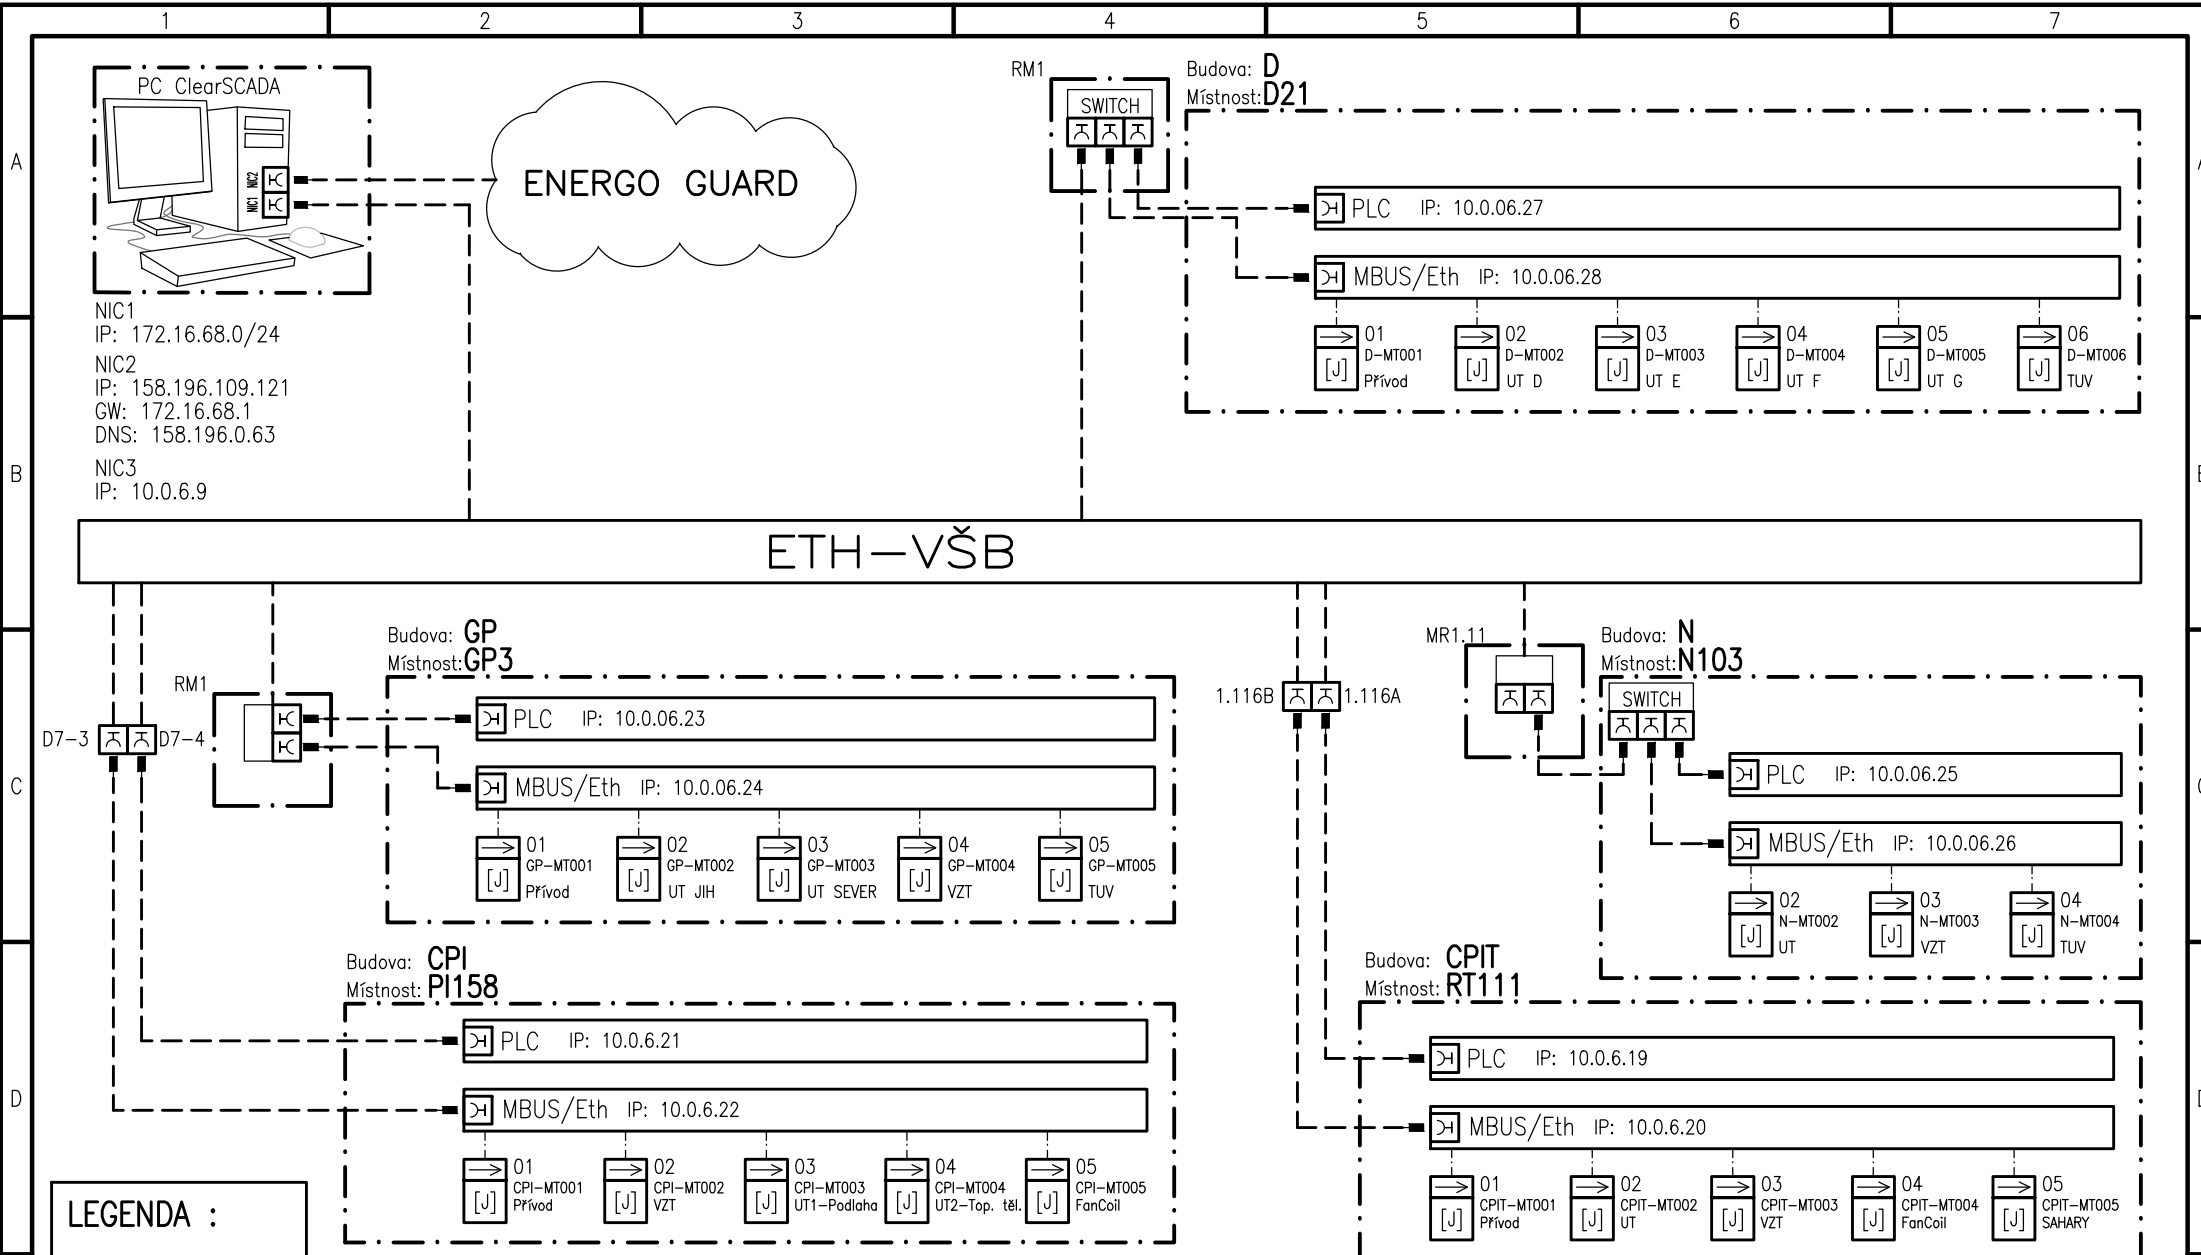 1 2 3 4 5 6 7
A
B
C
D
PC ClearSCADA
NIC2
NIC1
ENERGO GUARD
NIC1
IP: 172.16.68.0/24
NIC2
IP: 158.196.109.121
GW: 172.16.68.1
DNS: 158.196.0.63
NIC3
IP: 10.0.6.9
RM1
SWITCH
Budova: D
Místnost: D21
PLC IP: 10.0.06.27
MBUS/Eth IP: 10.0.06.28
01
D-MT001
Přívod
[J]
02
D-MT002
UT D
[J]
03
D-MT003
UT E
[J]
04
D-MT004
UT F
[J]
05
D-MT005
UT G
[J]
06
D-MT006
TUV
[J]
ETH-VŠB
D7-3
D7-4
RM1
Budova: GP
Místnost: GP3
PLC IP: 10.0.06.23
MBUS/Eth IP: 10.0.06.24
01
GP-MT001
Přívod
[J]
02
GP-MT002
UT JIH
[J]
03
GP-MT003
UT SEVER
[J]
04
GP-MT004
VZT
[J]
05
GP-MT005
TUV
[J]
1.116B
1.116A
MR1.11
Budova: N
Místnost: N103
SWITCH
PLC IP: 10.0.06.25
MBUS/Eth IP: 10.0.06.26
02
N-MT002
UT
[J]
03
N-MT003
VZT
[J]
04
N-MT004
TUV
[J]
Budova: CPI
Místnost: PI158
PLC IP: 10.0.6.21
MBUS/Eth IP: 10.0.6.22
01
CPI-MT001
Přívod
[J]
02
CPI-MT002
VZT
[J]
03
CPI-MT003
UT1-Podlaha
[J]
04
CPI-MT004
UT2-Top. těl.
[J]
05
CPI-MT005
FanCoil
[J]
Budova: CPIT
Místnost: RT111
PLC IP: 10.0.6.19
MBUS/Eth IP: 10.0.6.20
01
CPIT-MT001
Přívod
[J]
02
CPIT-MT002
UT
[J]
03
CPIT-MT003
VZT
[J]
04
CPIT-MT004
FanCoil
[J]
05
CPIT-MT005
SAHARY
[J]
LEGENDA :